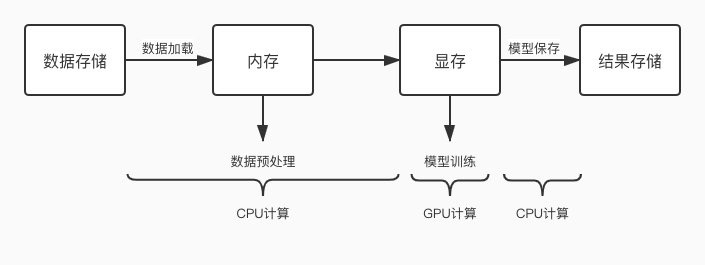 数据存储
数据加载
内存
显存
模型保存
结果存储
数据预处理
模型训练
CPU计算
GPU计算
CPU计算